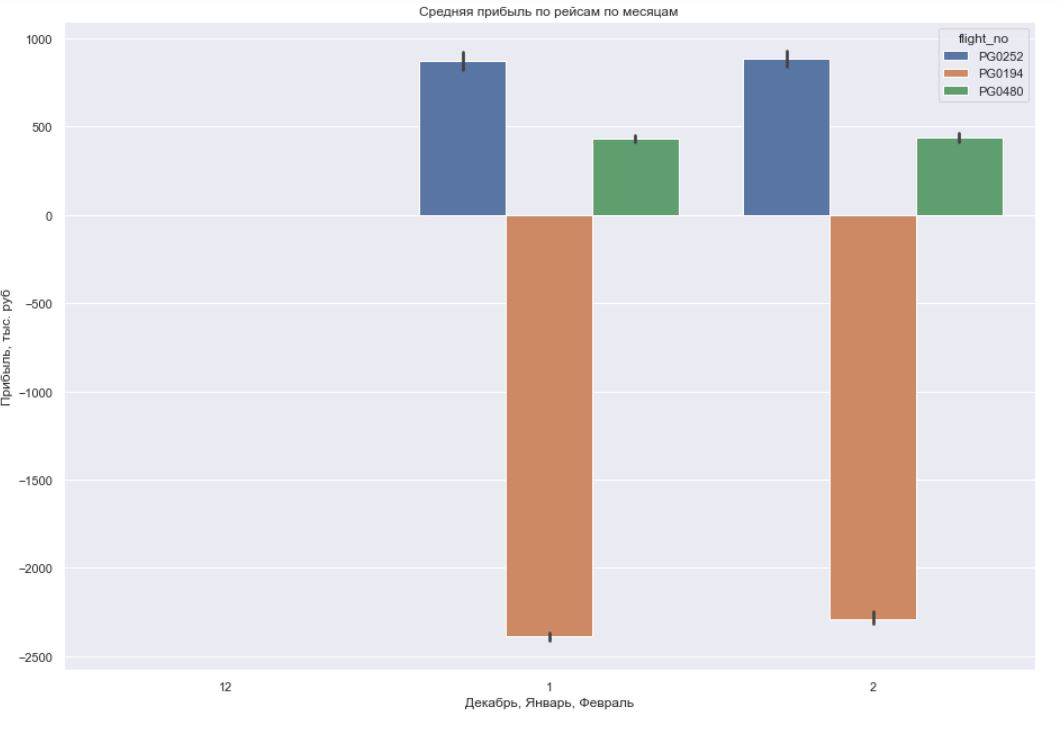 Средняя прибыль по рейсам по месяцам
flight_no
PG0252
PG0194
PG0480
Прибыль, тыс. руб
1000
500
0
−500
−1000
−1500
−2000
−2500
12 1 2
Декабрь, Январь, Февраль